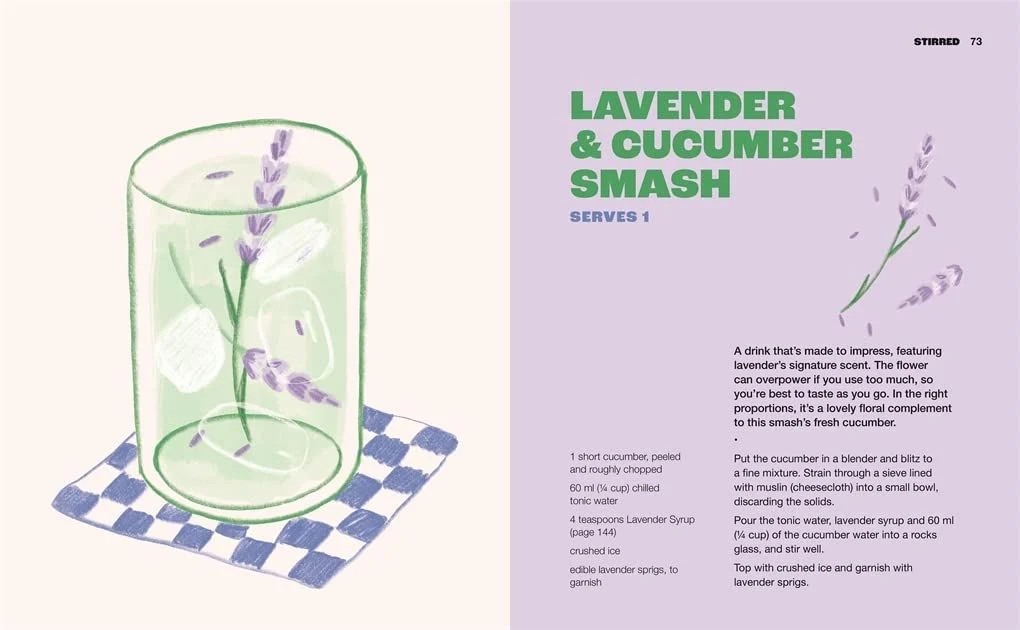 STIRRED 73
LAVENDER
& CUCUMBER
SMASH
SERVES 1
A drink that’s made to impress, featuring
lavender’s signature scent. The flower
can overpower if you use too much, so
you’re best to taste as you go. In the right
proportions, it’s a lovely floral complement
to this smash’s fresh cucumber.
•
1 short cucumber, peeled
and roughly chopped
60 ml (¼ cup) chilled
tonic water
4 teaspoons Lavender Syrup
(page 144)
crushed ice
edible lavender sprigs, to
garnish
Put the cucumber in a blender and blitz to
a fine mixture. Strain through a sieve lined
with muslin (cheesecloth) into a small bowl,
discarding the solids.
Pour the tonic water, lavender syrup and 60 ml
(¼ cup) of the cucumber water into a rocks
glass, and stir well.
Top with crushed ice and garnish with
lavender sprigs.